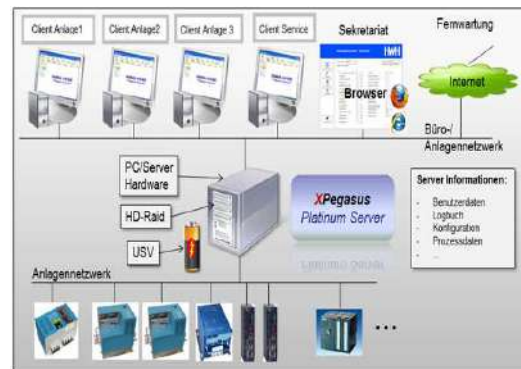 Client Anlage1
Client Anlage2
Client Anlage 3
Client Service
Sekretariat
Fernwartung
HWH
Browser
Internet
Büro-/
Anlagennetzwerk
PC/Server
Hardware
HD-Raid
USV
XPegasus
Platinum Server
Server Informationen:
- Benutzerdaten
- Logbuch
- Konfiguration
- Prozessdaten
- ...
Anlagennetzwerk
...